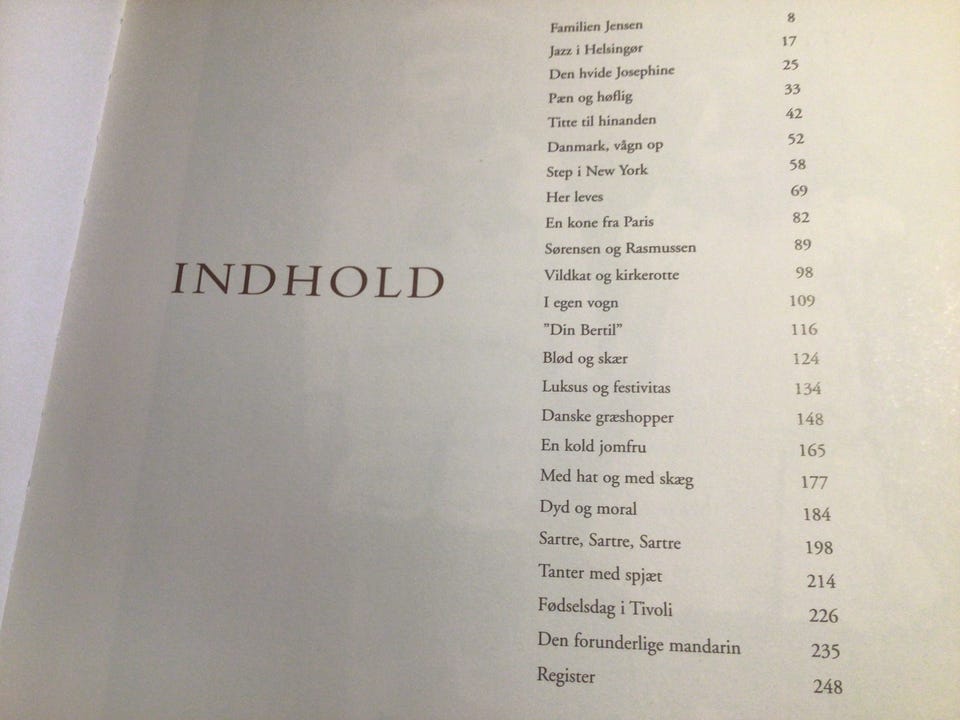 INDHOLD
Familien Jensen 8
Jazz i Helsingør 17
Den hvide Josephine 25
Pæn og høflig 33
Titte til hinanden 42
Danmark, vågn op 52
Step i New York 58
Her leves 69
En kone fra Paris 82
Sørensen og Rasmussen 89
Vildkat og kirkerotte 98
I egen vogn 109
”Din Bertil” 116
Blød og skær 124
Luksus og festivitas 134
Danske græshopper 148
En kold jomfru 165
Med hat og med skæg 177
Dyd og moral 184
Sartre, Sartre, Sartre 198
Tanter med spjæt 214
Fødselsdag i Tivoli 226
Den forunderlige mandarin 235
Register 248